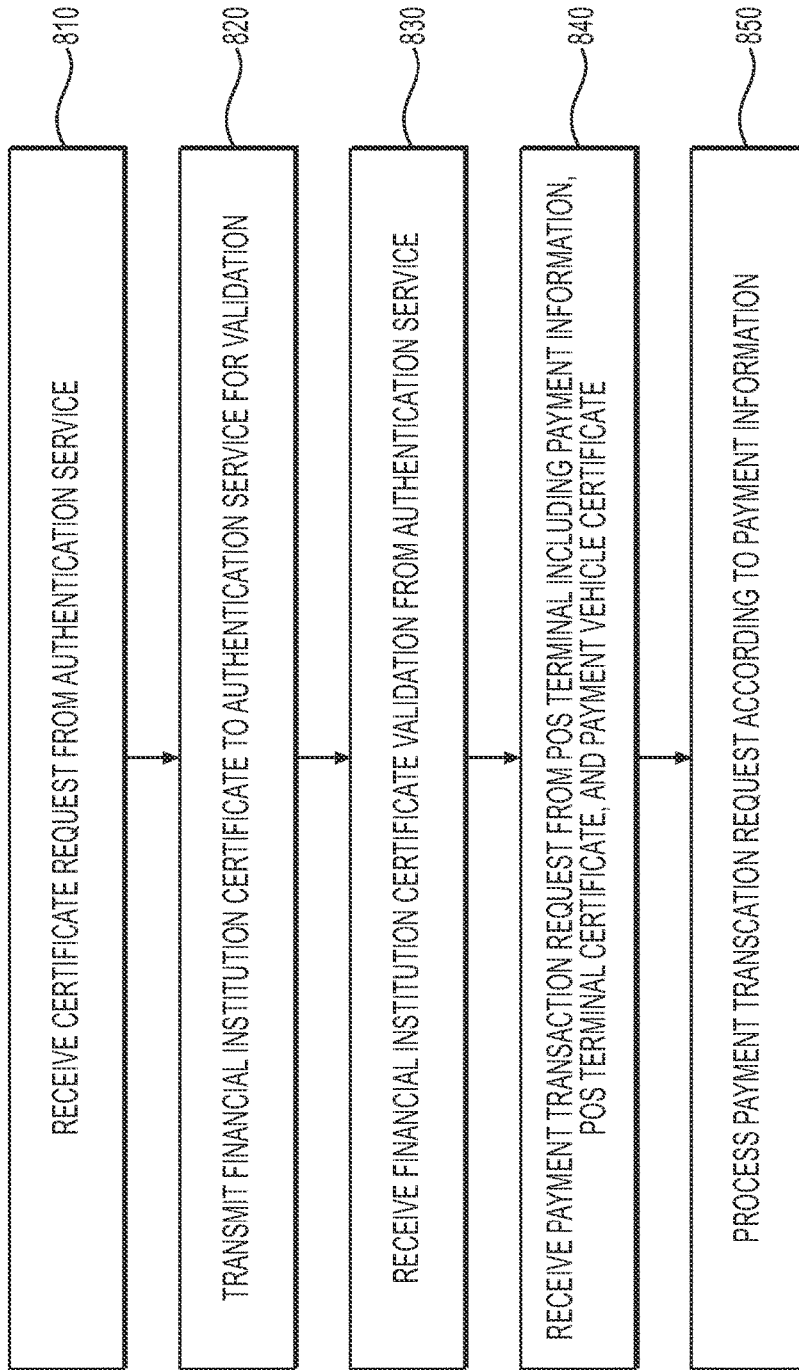 RECEIVE CERTIFICATE REQUEST FROM AUTHENTICATION SERVICE
810
TRANSMIT FINANCIAL INSTITUTION CERTIFICATE TO AUTHENTICATION SERVICE FOR VALIDATION
820
RECEIVE FINANCIAL INSTITUTION CERTIFICATE VALIDATION FROM AUTHENTICATION SERVICE
830
RECEIVE PAYMENT TRANSACTION REQUEST FROM POS TERMINAL INCLUDING PAYMENT INFORMATION,
POS TERMINAL CERTIFICATE, AND PAYMENT VEHICLE CERTIFICATE
840
PROCESS PAYMENT TRANSCATION REQUEST ACCORDING TO PAYMENT INFORMATION
850